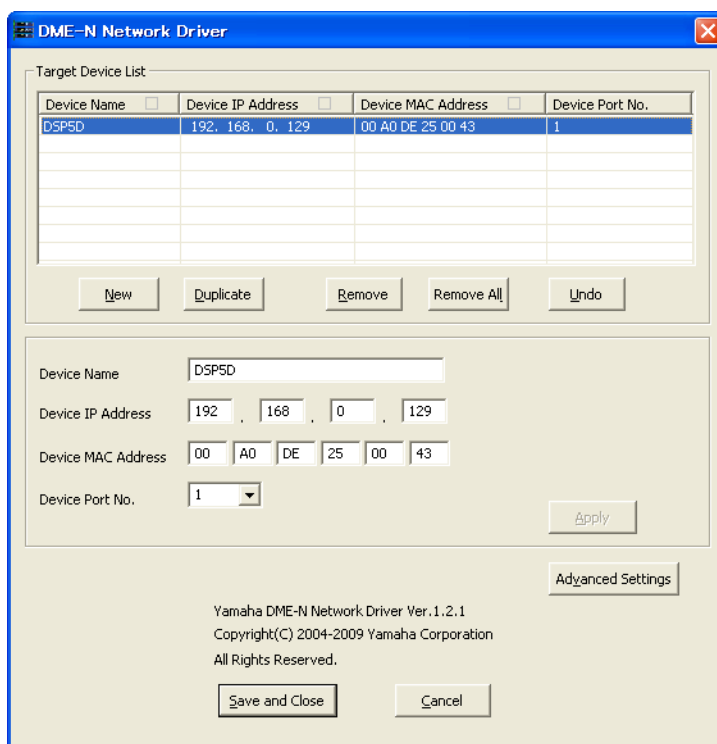 DME-N Network Driver
Target Device List
Device Name Device IP Address Device MAC Address Device Port No.
DSP5D 192. 168. 0. 129 00 A0 DE 25 00 43 1
New Duplicate Remove Remove All Undo
Device Name DSP5D
Device IP Address 192 . 168 . 0 . 129
Device MAC Address 00 A0 DE 25 00 43
Device Port No. 1
Apply
Advanced Settings
Yamaha DME-N Network Driver Ver.1.2.1
Copyright(C) 2004-2009 Yamaha Corporation
All Rights Reserved.
Save and Close Cancel